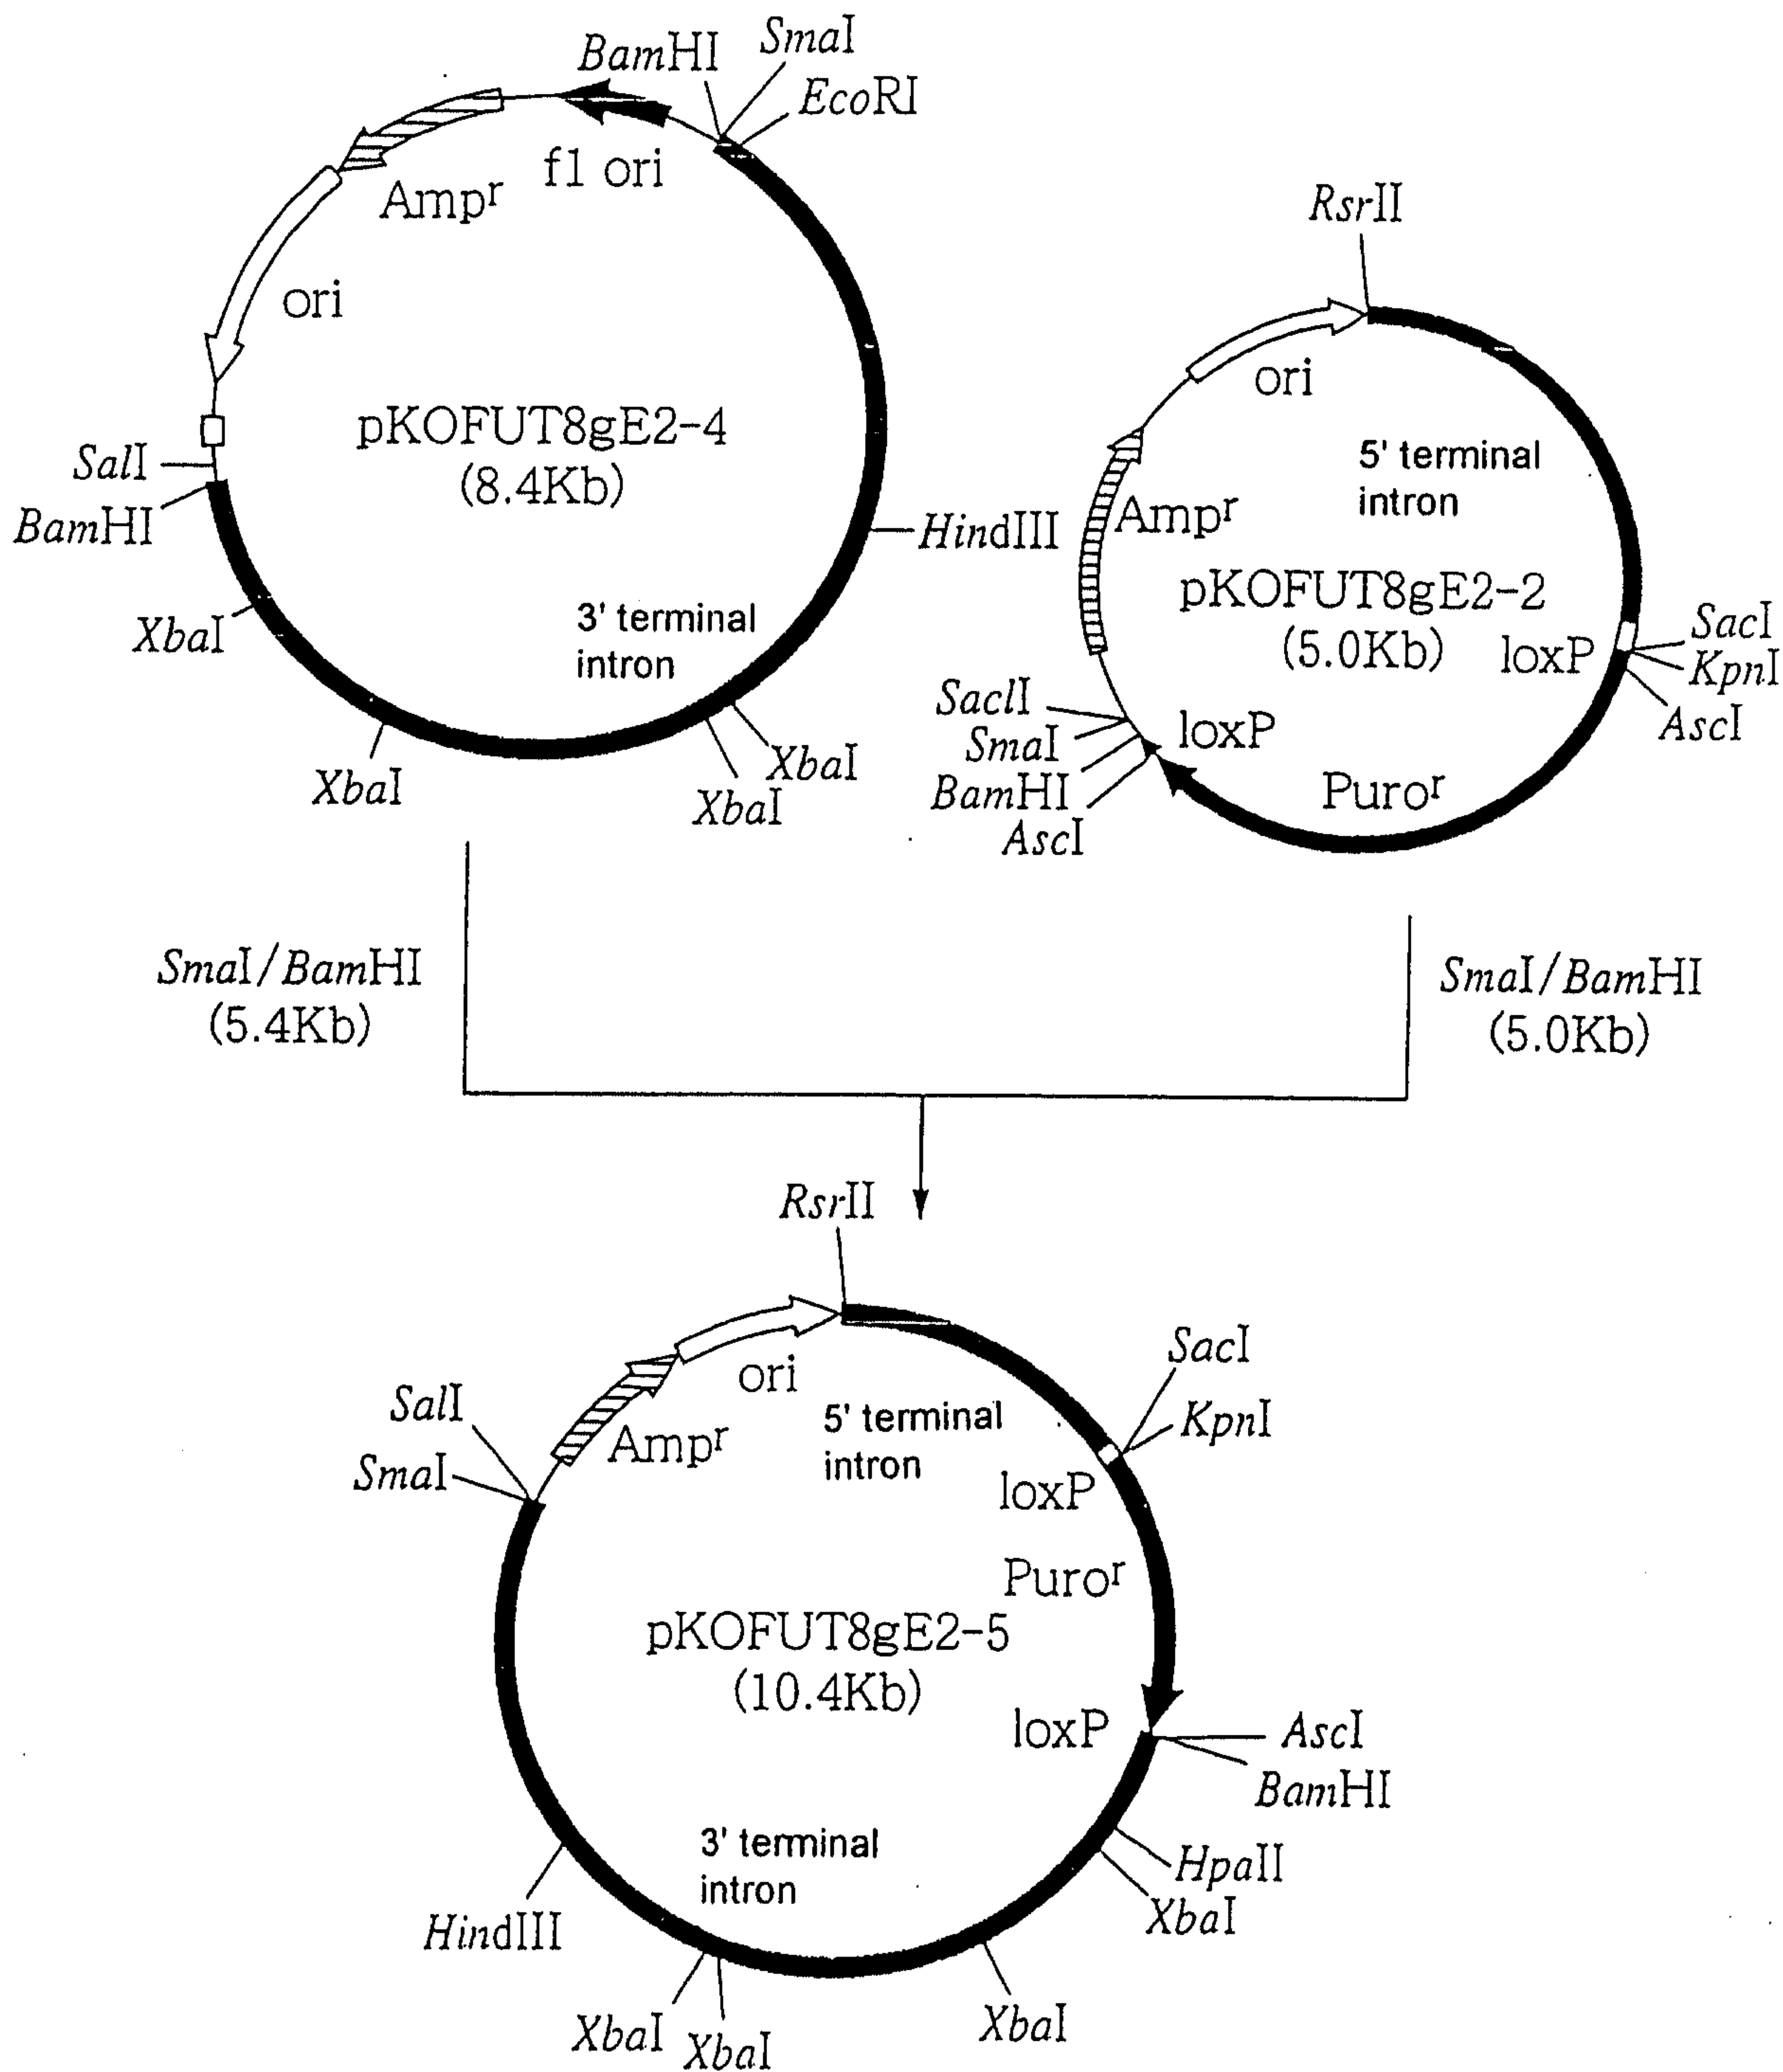 BamHI
SmaI
EcoRI
f1 ori
Ampr
ori
pKOFUT8gE2-4
(8.4Kb)
SalI
BamHI
XbaI
XbaI
XbaI
XbaI
HindIII
3' terminal
intron
RsrII
ori
5' terminal
intron
Ampr
pKOFUT8gE2-2
(5.0Kb)
loxP
SacI
KpnI
AscI
SaclI
SmaI
BamHI
AscI
loxP
Puror
SmaI/BamHI
(5.4Kb)
SmaI/BamHI
(5.0Kb)
RsrII
ori
SacI
KpnI
SalI
SmaI
Ampr
5' terminal
intron
loxP
Puror
pKOFUT8gE2-5
(10.4Kb)
loxP
AscI
BamHI
HpaII
XbaI
3' terminal
intron
HindIII
XbaI
XbaI
XbaI